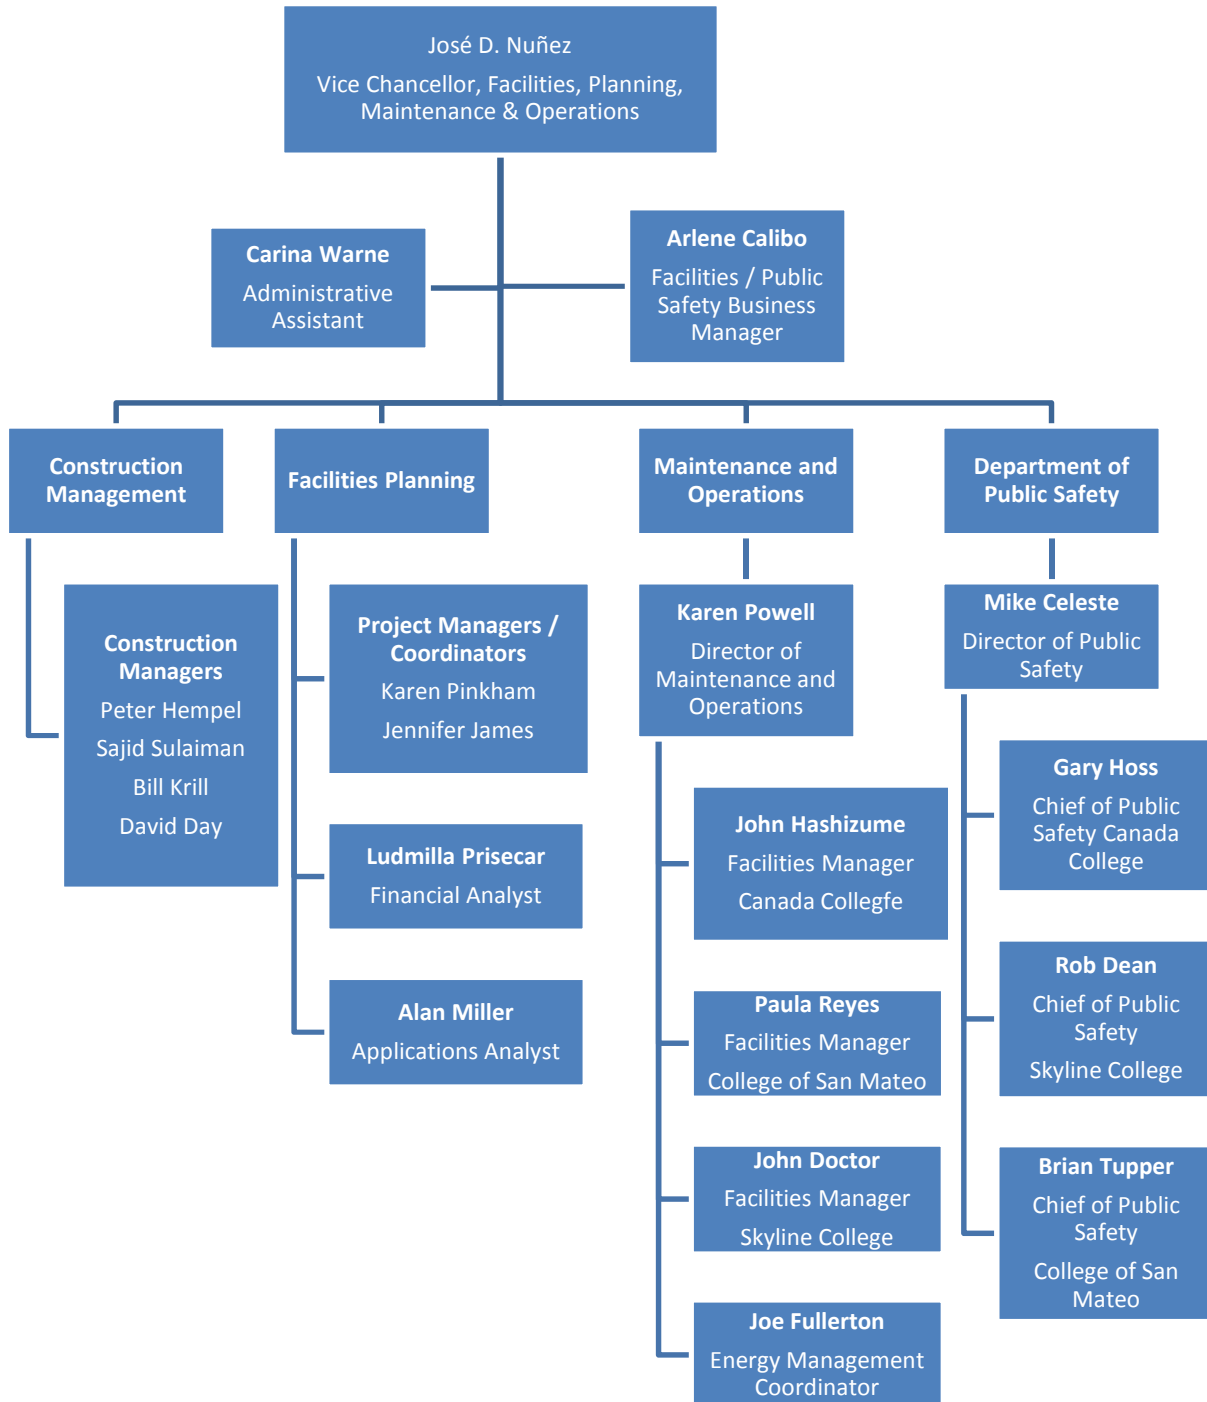 José D. Nuñez
Vice Chancellor, Facilities, Planning,
Maintenance & Operations
Carina Warne
Administrative
Assistant
Arlene Calibo
Facilities / Public
Safety Business
Manager
Construction
Management
Facilities Planning
Maintenance and
Operations
Department of
Public Safety
Construction
Managers
Peter Hempel
Sajid Sulaiman
Bill Krill
David Day
Project Managers /
Coordinators
Karen Pinkham
Jennifer James
Ludmilla Prisecar
Financial Analyst
Alan Miller
Applications Analyst
Karen Powell
Director of
Maintenance and
Operations
John Hashizume
Facilities Manager
Canada Collegfe
Paula Reyes
Facilities Manager
College of San Mateo
John Doctor
Facilities Manager
Skyline College
Joe Fullerton
Energy Management
Coordinator
Mike Celeste
Director of Public
Safety
Gary Hoss
Chief of Public
Safety Canada
College
Rob Dean
Chief of Public
Safety
Skyline College
Brian Tupper
Chief of Public
Safety
College of San
Mateo